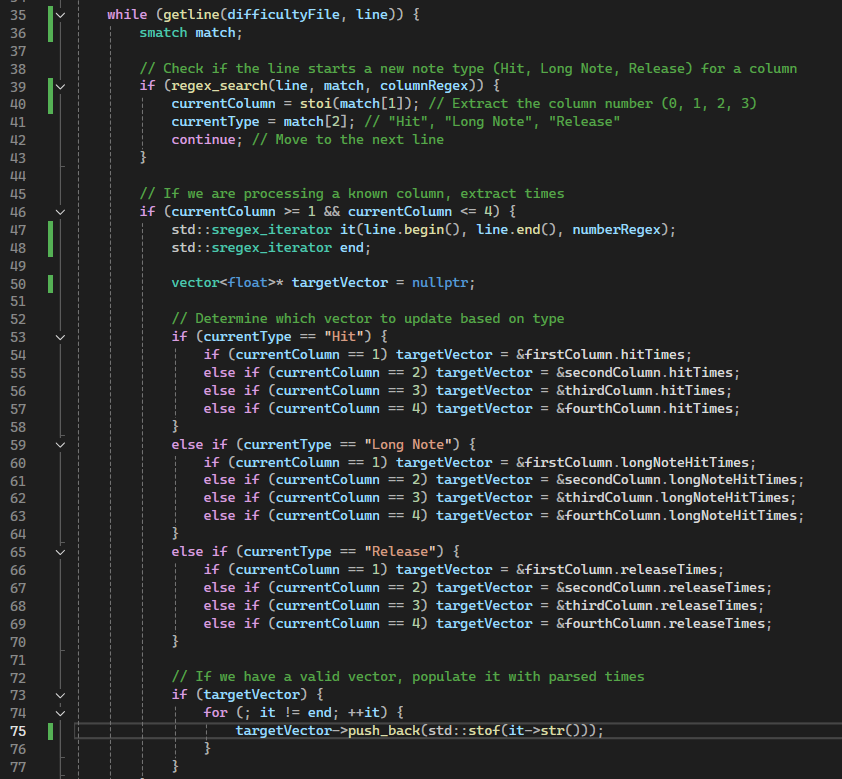 35 while (getline(difficultyFile, line)) {
36 smatch match;
37
38 // Check if the line starts a new note type (Hit, Long Note, Release) for a column
39 if (regex_search(line, match, columnRegex)) {
40 currentColumn = stoi(match[1]); // Extract the column number (0, 1, 2, 3)
41 currentType = match[2]; // "Hit", "Long Note", "Release"
42 continue; // Move to the next line
43 }
44
45 // If we are processing a known column, extract times
46 if (currentColumn >= 1 && currentColumn <= 4) {
47 std::sregex_iterator it(line.begin(), line.end(), numberRegex);
48 std::sregex_iterator end;
49
50 vector<float>* targetVector = nullptr;
51
52 // Determine which vector to update based on type
53 if (currentType == "Hit") {
54 if (currentColumn == 1) targetVector = &firstColumn.hitTimes;
55 else if (currentColumn == 2) targetVector = &secondColumn.hitTimes;
56 else if (currentColumn == 3) targetVector = &thirdColumn.hitTimes;
57 else if (currentColumn == 4) targetVector = &fourthColumn.hitTimes;
58 }
59 else if (currentType == "Long Note") {
60 if (currentColumn == 1) targetVector = &firstColumn.longNoteHitTimes;
61 else if (currentColumn == 2) targetVector = &secondColumn.longNoteHitTimes;
62 else if (currentColumn == 3) targetVector = &thirdColumn.longNoteHitTimes;
63 else if (currentColumn == 4) targetVector = &fourthColumn.longNoteHitTimes;
64 }
65 else if (currentType == "Release") {
66 if (currentColumn == 1) targetVector = &firstColumn.releaseTimes;
67 else if (currentColumn == 2) targetVector = &secondColumn.releaseTimes;
68 else if (currentColumn == 3) targetVector = &thirdColumn.releaseTimes;
69 else if (currentColumn == 4) targetVector = &fourthColumn.releaseTimes;
70 }
71
72 // If we have a valid vector, populate it with parsed times
73 if (targetVector) {
74 for (; it != end; ++it) {
75 targetVector->push_back(std::stof(it->str()));
76 }
77 }